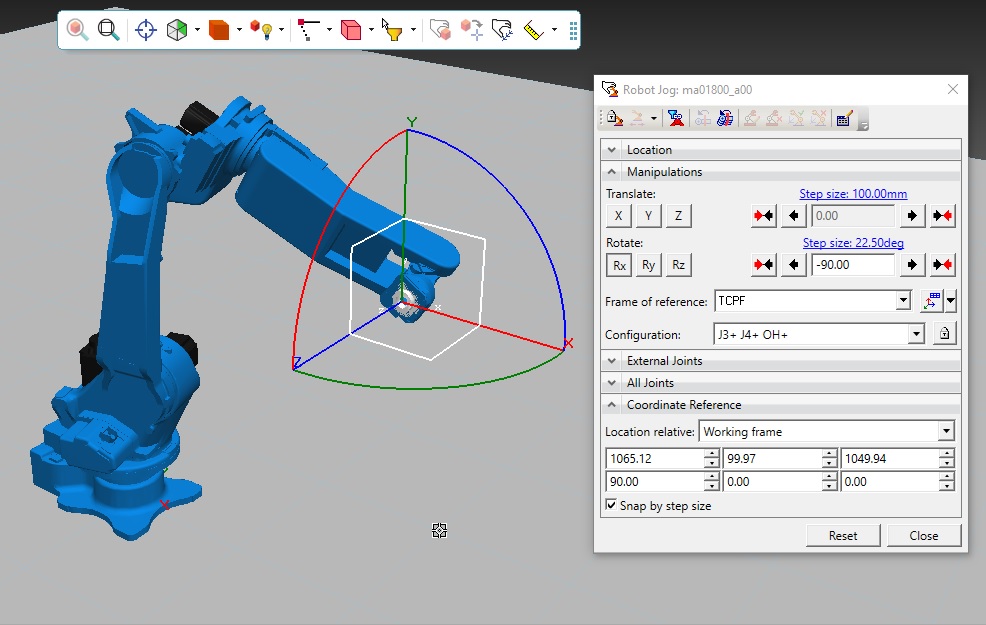 Robot Jog: ma01800_a00
Location
Manipulations
Translate:
Step size: 100.00mm
X Y Z
0.00
Rotate:
Step size: 22.50deg
Rx Ry Rz
-90.00
Frame of reference: TCPF
Configuration: J3+ J4+ OH+
External Joints
All Joints
Coordinate Reference
Location relative: Working frame
1065.12 99.97 1049.94
90.00 0.00 0.00
Snap by step size
Reset Close
Y
X
Z
X
X